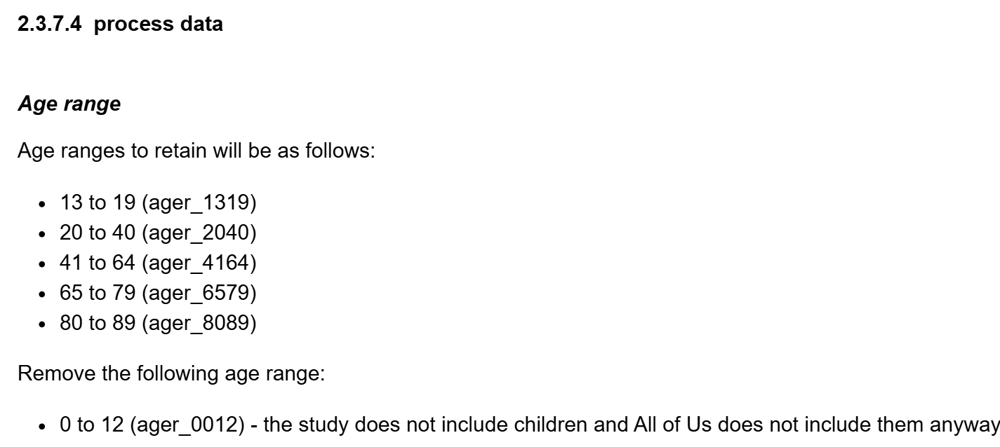 2.3.7.4 process data
Age range
Age ranges to retain will be as follows:
• 13 to 19 (ager_1319)
• 20 to 40 (ager_2040)
• 41 to 64 (ager_4164)
• 65 to 79 (ager_6579)
• 80 to 89 (ager_8089)
Remove the following age range:
• 0 to 12 (ager_0012) - the study does not include children and All of Us does not include them anyway